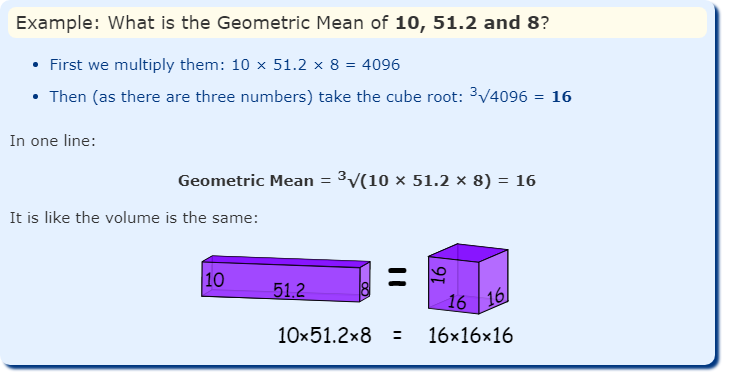 Example: What is the Geometric Mean of 10, 51.2 and 8?
• First we multiply them: 10 × 51.2 × 8 = 4096
• Then (as there are three numbers) take the cube root: ³√4096 = 16
In one line:
Geometric Mean = ³√(10 × 51.2 × 8) = 16
It is like the volume is the same:
10 51.2 8 = 16 16 16
10×51.2×8 = 16×16×16